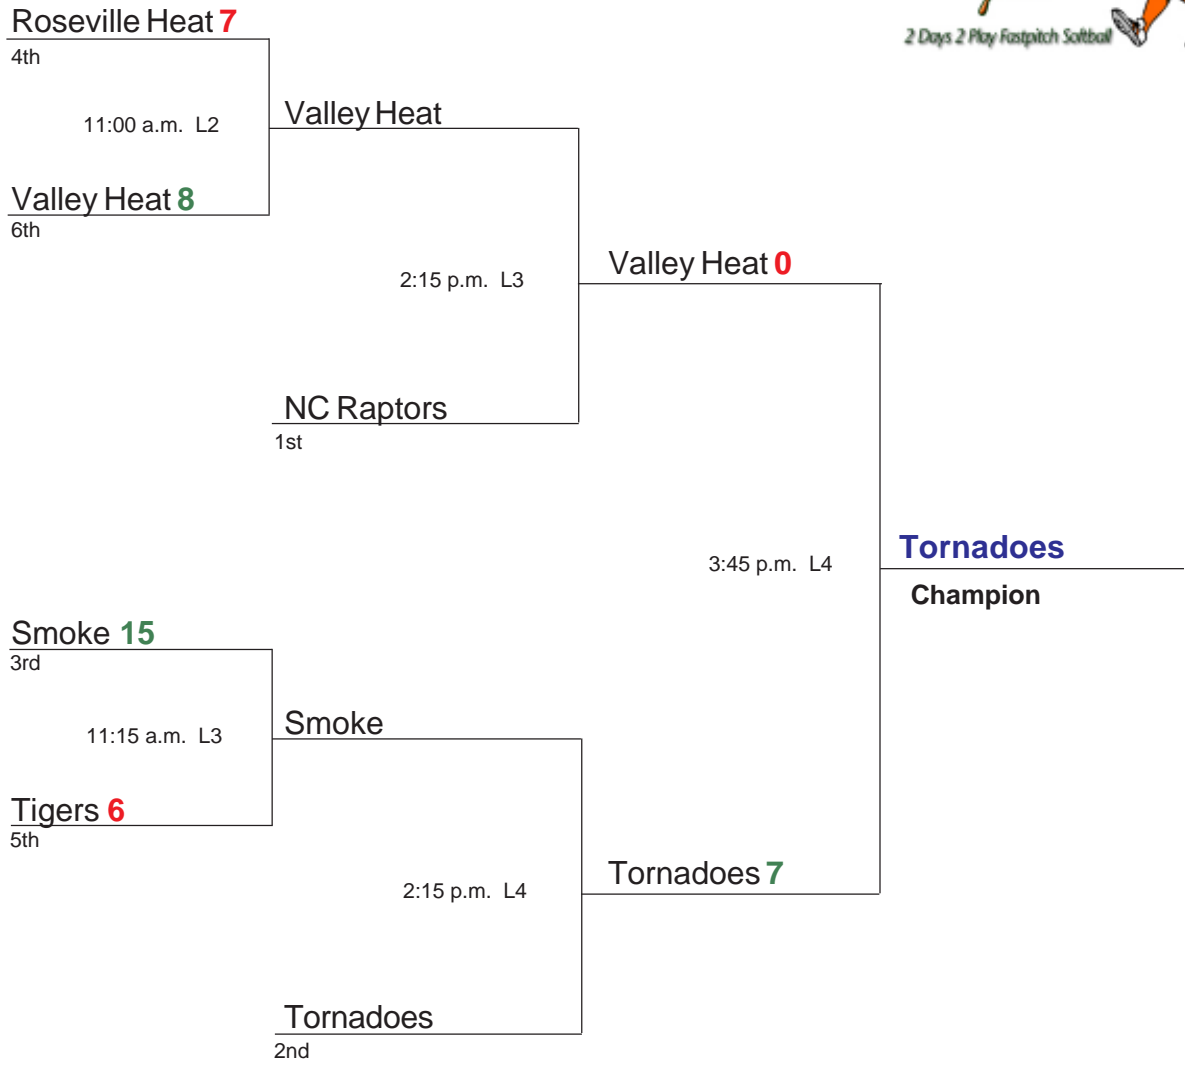 Roseville Heat 7
4th
2 Days 2 Play Fastpitch Softball
11:00 a.m. L2
Valley Heat
Valley Heat 8
6th
2:15 p.m. L3
Valley Heat 0
NC Raptors
1st
3:45 p.m. L4
Tornadoes
Champion
Smoke 15
3rd
11:15 a.m. L3
Smoke
Tigers 6
5th
2:15 p.m. L4
Tornadoes 7
Tornadoes
2nd